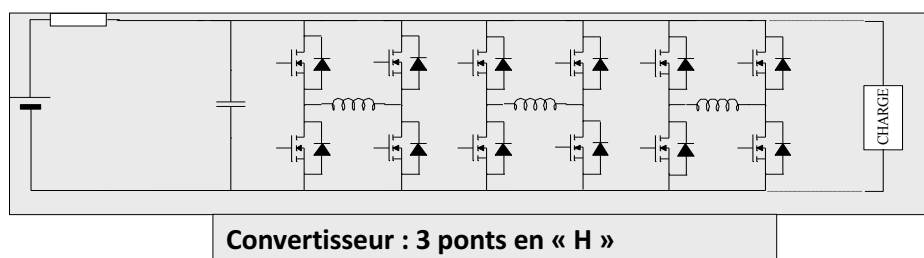 CHARGE
Convertisseur : 3 ponts en « H »